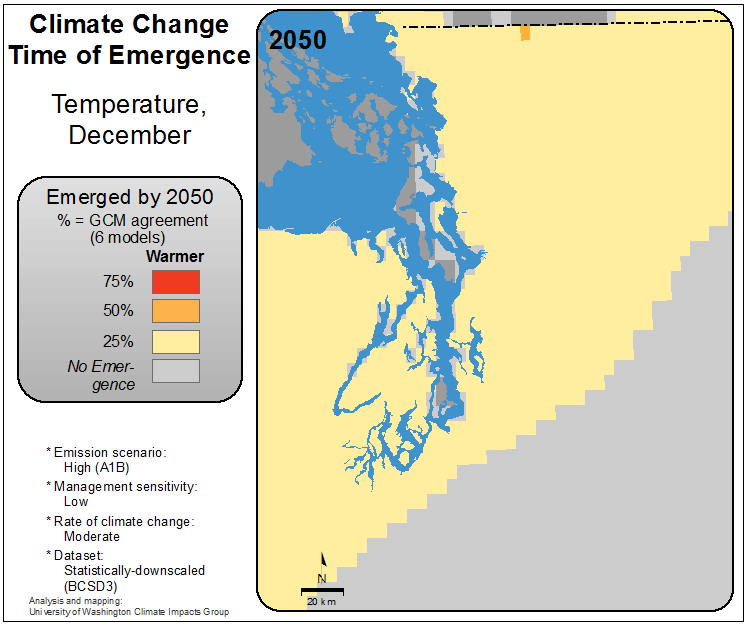 Climate Change
Time of Emergence
Temperature,
December
Emerged by 2050
% = GCM agreement
(6 models)
Warmer
75%
50%
25%
No Emer-
gence
* Emission scenario:
High (A1B)
* Management sensitivity:
Low
* Rate of climate change:
Moderate
* Dataset:
Statistically-downscaled
(BCSD3)
Analysis and mapping:
University of Washington Climate Impacts Group
2050
N
20 km